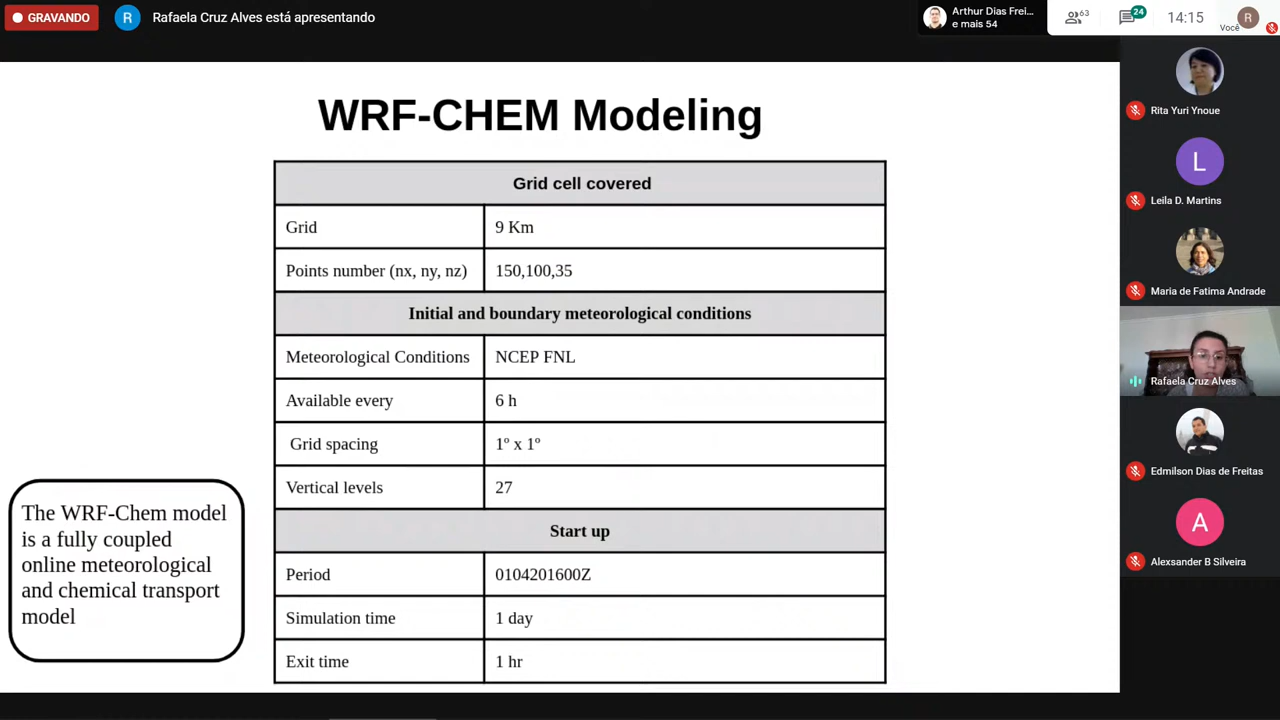 GRAVANDO
R
Rafaela Cruz Alves está apresentando
Arthur Dias Frei...
e mais 54
63
24
14:15
Você
R
WRF-CHEM Modeling
Grid cell covered
Grid 9 Km
Points number (nx, ny, nz) 150,100,35
Initial and boundary meteorological conditions
Meteorological Conditions NCEP FNL
Available every 6 h
Grid spacing 1º x 1º
Vertical levels 27
Start up
Period 0104201600Z
Simulation time 1 day
Exit time 1 hr
The WRF-Chem model
is a fully coupled
online meteorological
and chemical transport
model
Rita Yuri Ynoue
L
Leila D. Martins
Maria de Fatima Andrade
Rafaela Cruz Alves
Edmilson Dias de Freitas
A
Alexsander B Silveira